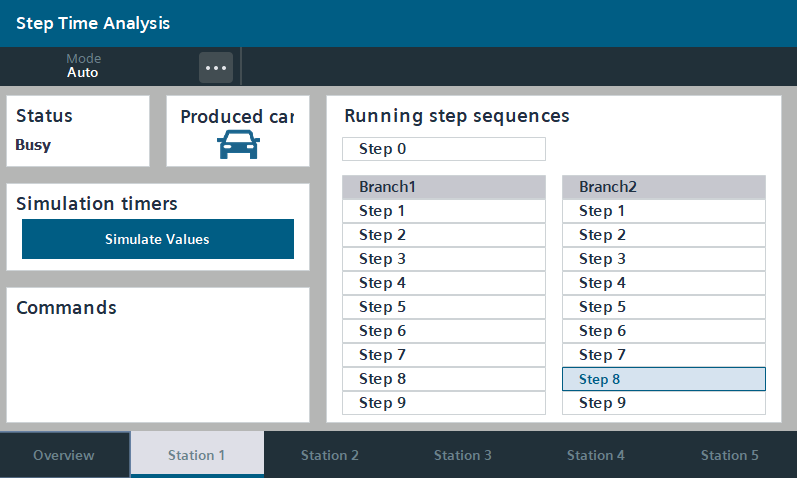 Step Time Analysis
Mode
Auto
Status
Busy
Produced car
Simulation timers
Simulate Values
Commands
Running step sequences
Step 0
Branch1
Step 1
Step 2
Step 3
Step 4
Step 5
Step 6
Step 7
Step 8
Step 9
Branch2
Step 1
Step 2
Step 3
Step 4
Step 5
Step 6
Step 7
Step 8
Step 9
Overview
Station 1
Station 2
Station 3
Station 4
Station 5